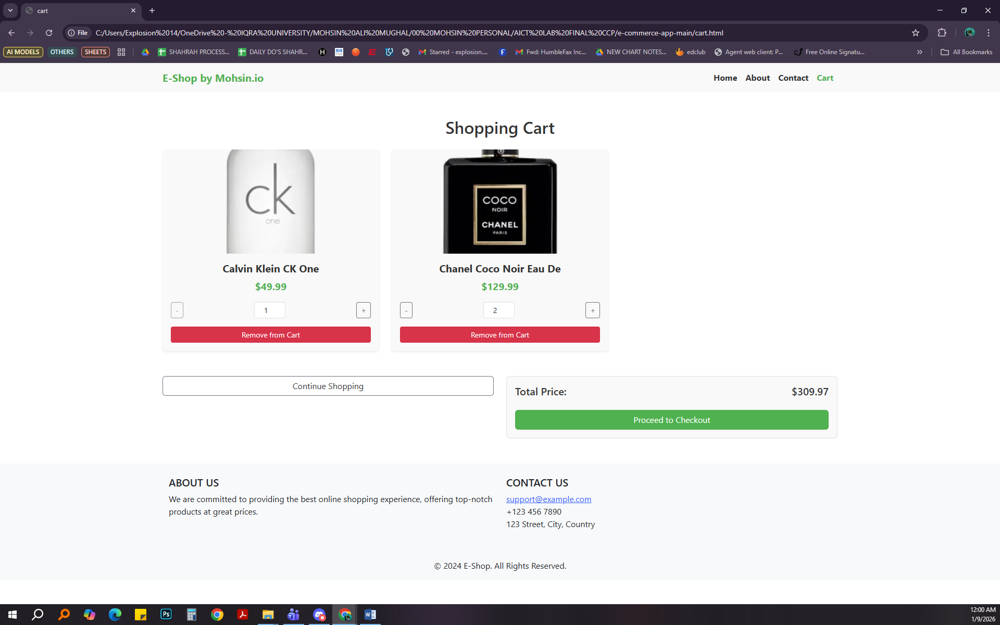 cart
File
C:/Users/Explosion%2014/OneDrive%20-%20IQRA%20UNIVERSITY/MOHSIN%20ALI%20MUGHAL/00%20MOHSIN%20PERSONAL/AICT%20LAB%20FINAL%20CCP/e-commerce-app-main/cart.html
AI MODELS OTHERS SHEETS SHAHRAH PROCESS... DAILY DO'S SHAHR... H SR FAX E Starred - explosion.... F Fwd: HumbleFax Inc... NEW CHART NOTES... edclub Agent web client: P... Free Online Signatu... All Bookmarks
E-Shop by Mohsin.io
Home About Contact Cart
Shopping Cart
ck
one
COCO
NOIR
CHANEL
PARIS
Calvin Klein CK One
$49.99
- 1 +
Remove from Cart
Chanel Coco Noir Eau De
$129.99
- 2 +
Remove from Cart
Continue Shopping
Total Price: $309.97
Proceed to Checkout
ABOUT US
We are committed to providing the best online shopping experience, offering top-notch
products at great prices.
CONTACT US
support@example.com
+123 456 7890
123 Street, City, Country
© 2024 E-Shop. All Rights Reserved.
Ps
T
W
12:00 AM
1/9/2026